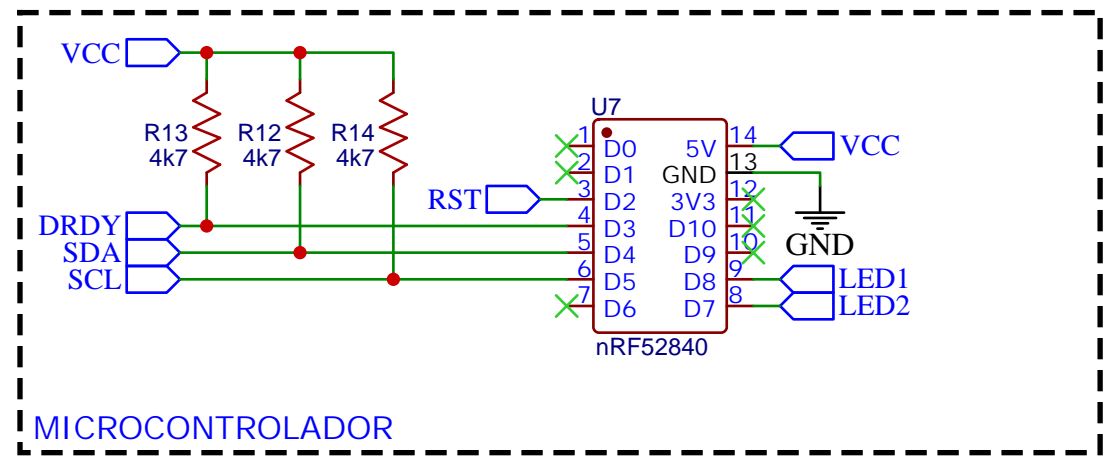 VCC
R13
4k7
R12
4k7
R14
4k7
DRDY
SDA
SCL
RST
U7
1 D0 5V 14
2 D1 GND 13
3 D2 3V3 12
4 D3 D10 11
5 D4 D9 10
6 D5 D8 9
7 D6 D7 8
nRF52840
VCC
GND
LED1
LED2
MICROCONTROLADOR